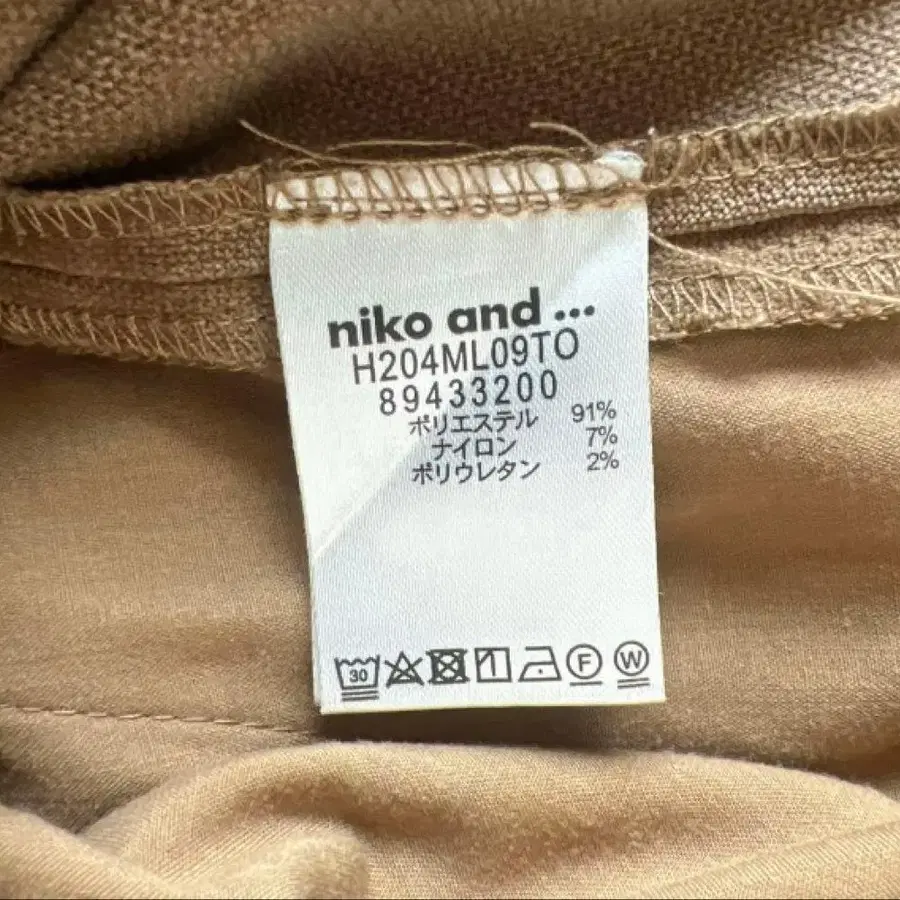 niko and ...
H204ML09TO
89433200
ポリエステル 91%
ナイロン 7%
ポリウレタン 2%
30 F W